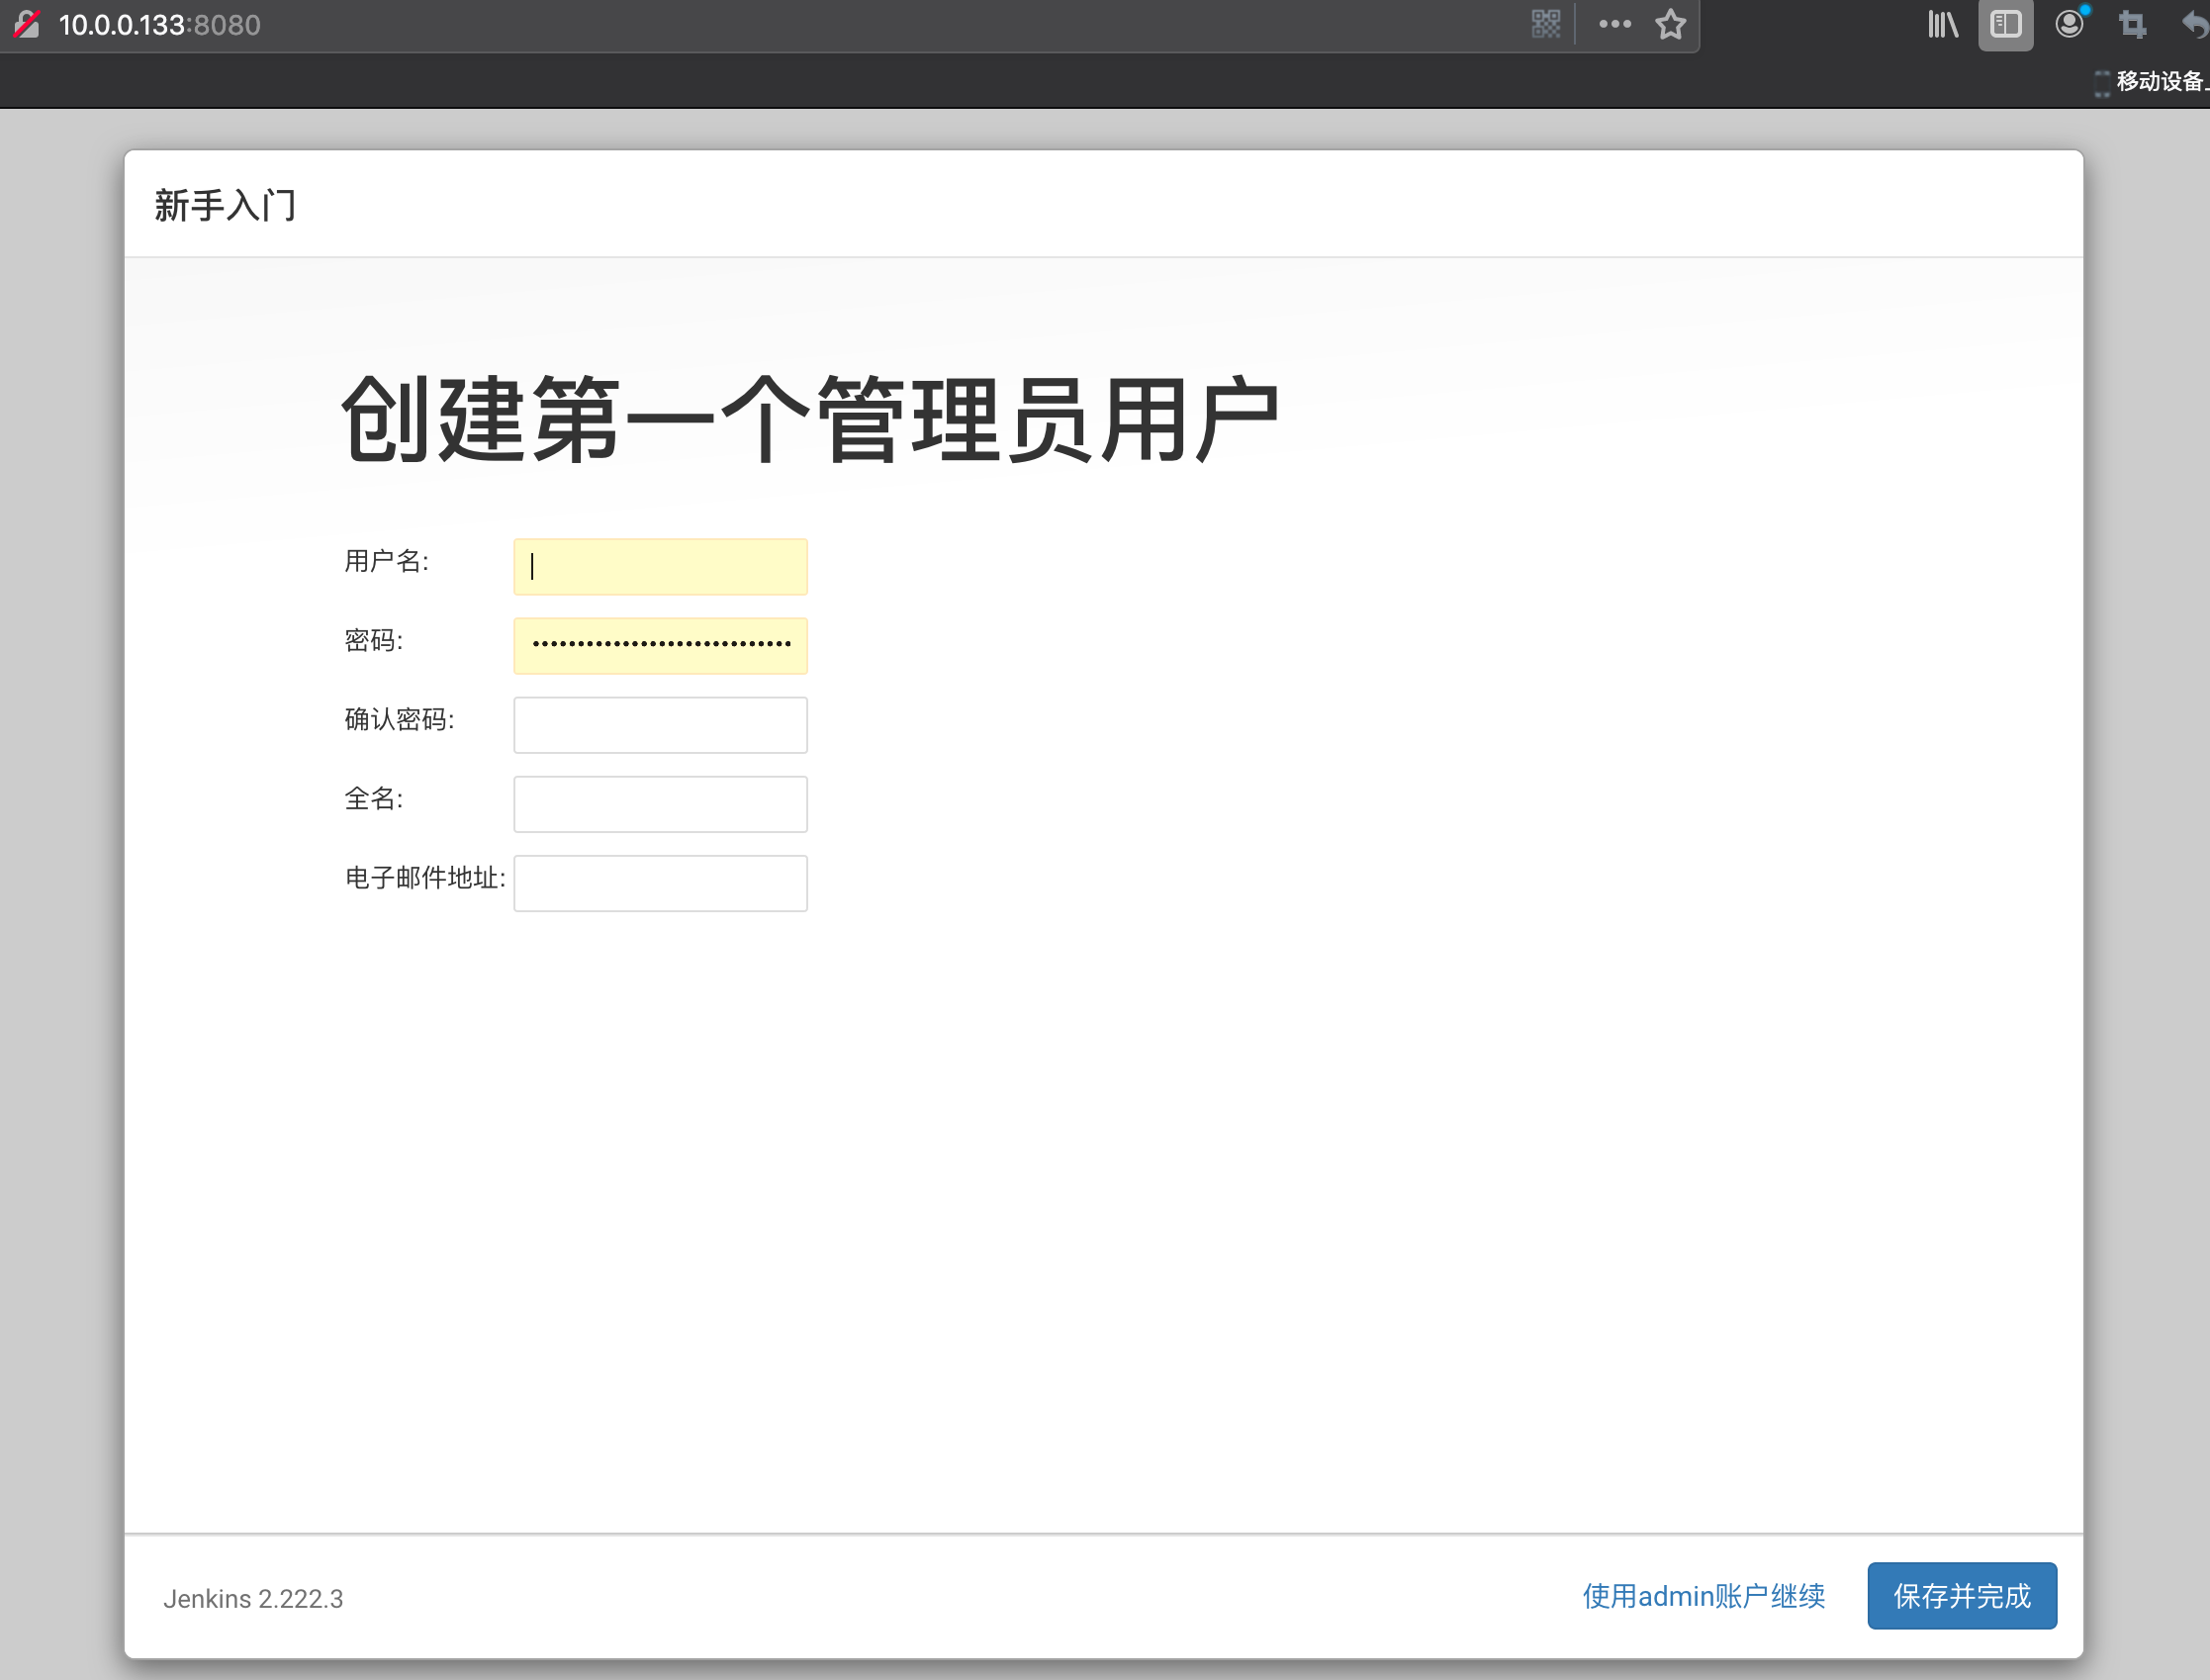 10.0.0.133:8080
移动设备
新手入门
创建第一个管理员用户
用户名:
密码:
确认密码:
全名:
电子邮件地址:
Jenkins 2.222.3
使用admin账户继续
保存并完成